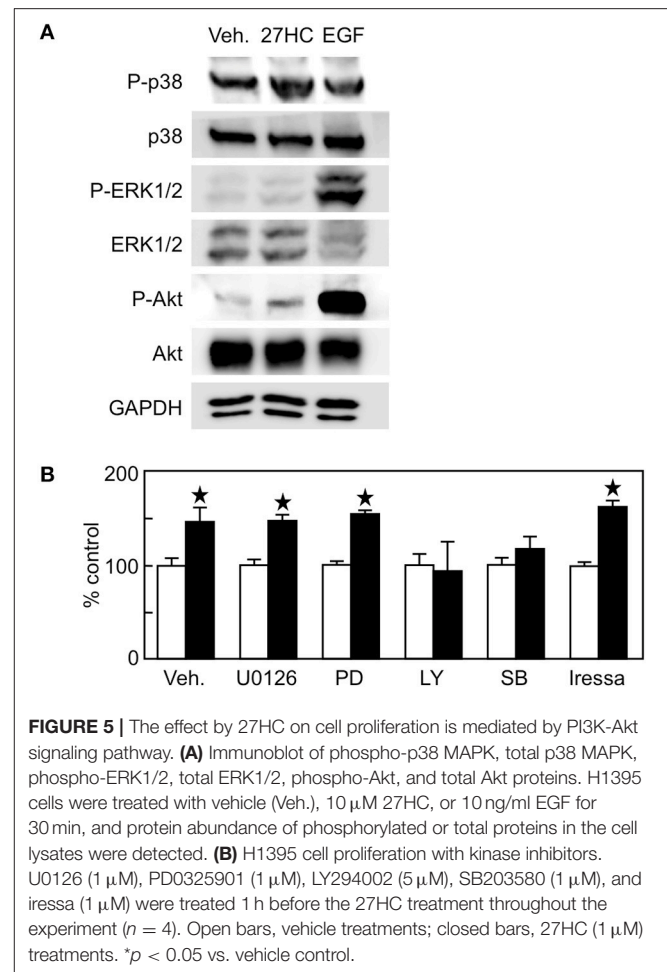 A
Veh. 27HC EGF
P-p38
p38
P-ERK1/2
ERK1/2
P-Akt
Akt
GAPDH
B
200
100
0
% control
★ ★ ★ ★
Veh. U0126 PD LY SB Iressa
FIGURE 5 | The effect by 27HC on cell proliferation is mediated by PI3K-Akt
signaling pathway. (A) Immunoblot of phospho-p38 MAPK, total p38 MAPK,
phospho-ERK1/2, total ERK1/2, phospho-Akt, and total Akt proteins. H1395
cells were treated with vehicle (Veh.), 10 μM 27HC, or 10 ng/ml EGF for
30 min, and protein abundance of phosphorylated or total proteins in the cell
lysates were detected. (B) H1395 cell proliferation with kinase inhibitors.
U0126 (1 μM), PD0325901 (1 μM), LY294002 (5 μM), SB203580 (1 μM), and
iressa (1 μM) were treated 1 h before the 27HC treatment throughout the
experiment (n = 4). Open bars, vehicle treatments; closed bars, 27HC (1 μM)
treatments. *p < 0.05 vs. vehicle control.